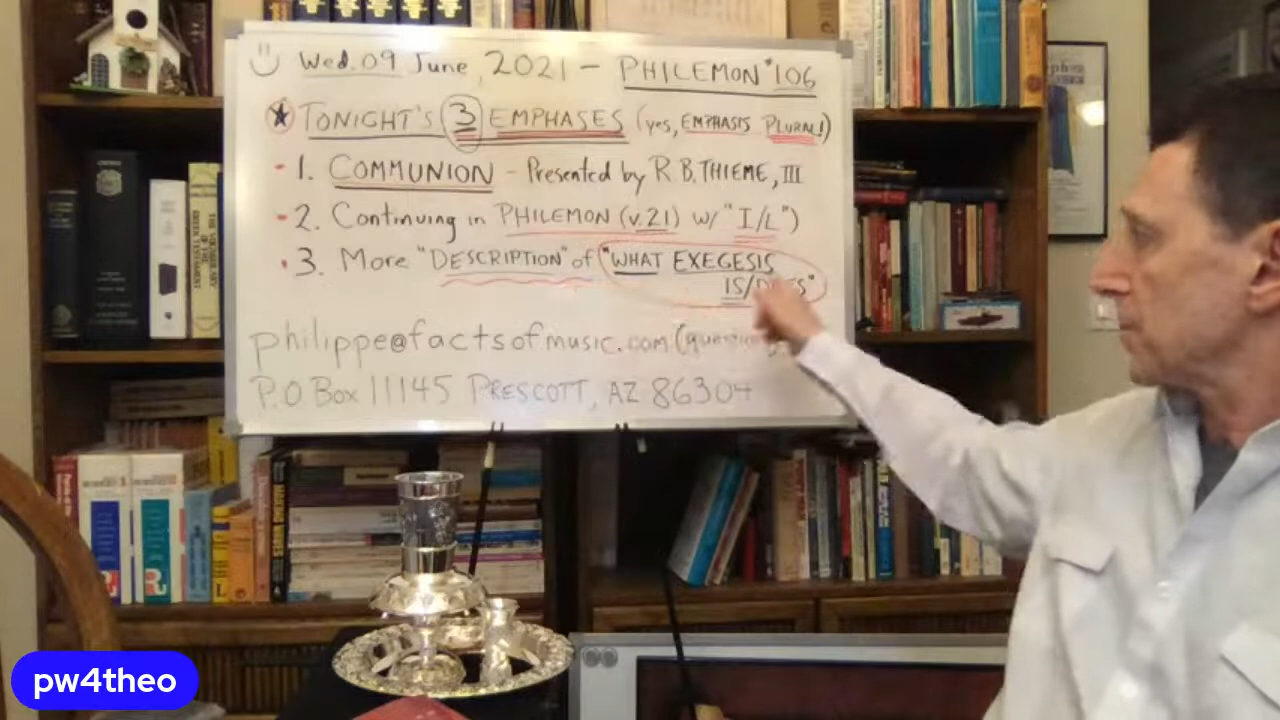 Wed. 09 June, 2021 - PHILEMON #106
TONIGHT'S 3 EMPHASES (yes, EMPHASIS PLURAL!)
1. COMMUNION - Presented by R.B. THIEME, III
2. Continuing in PHILEMON (v.21) w/ "I/L")
3. More "DESCRIPTION" of "WHAT EXEGESIS
IS/DOES"
philippe@factsofmusic.com
P.O Box 11145 PRESCOTT, AZ 86304
pw4theo